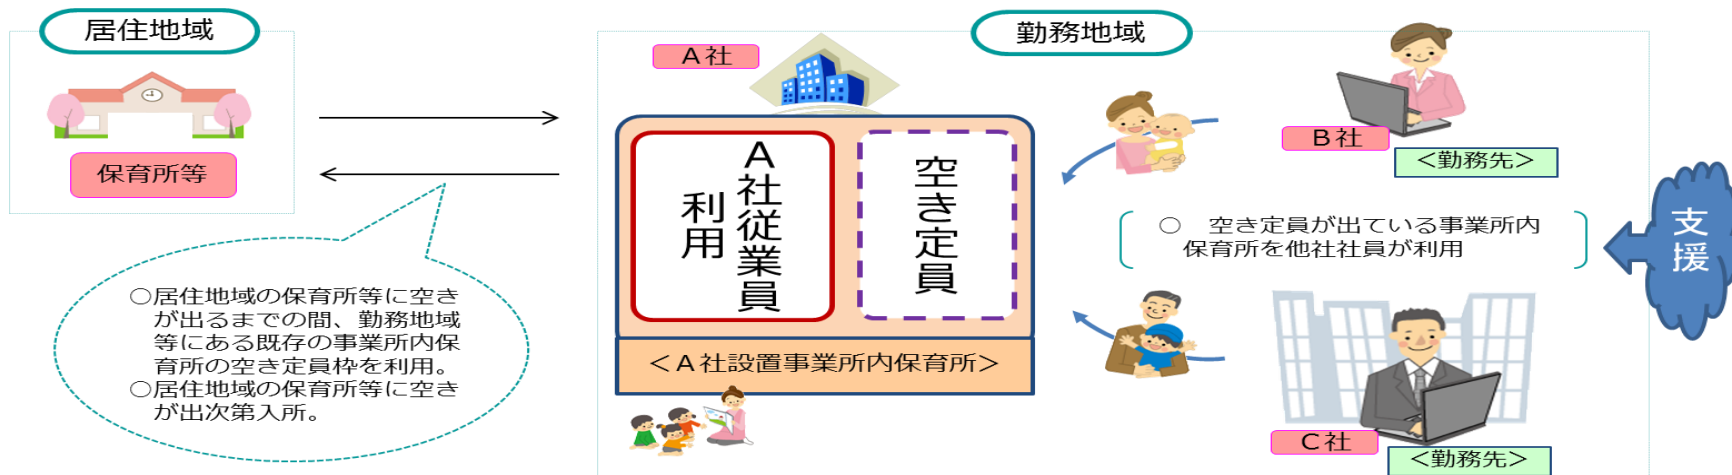 居住地域
保育所等
○居住地域の保育所等に空き
が出るまでの間、勤務地域
等にある既存の事業所内保
育所の空き定員枠を利用。
○居住地域の保育所等に空き
が出次第入所。
勤務地域
A社
A社従業員
利用
空き定員
＜A社設置事業所内保育所＞
B社
＜勤務先＞
○　空き定員が出ている事業所内
保育所を他社社員が利用
C社
＜勤務先＞
支援